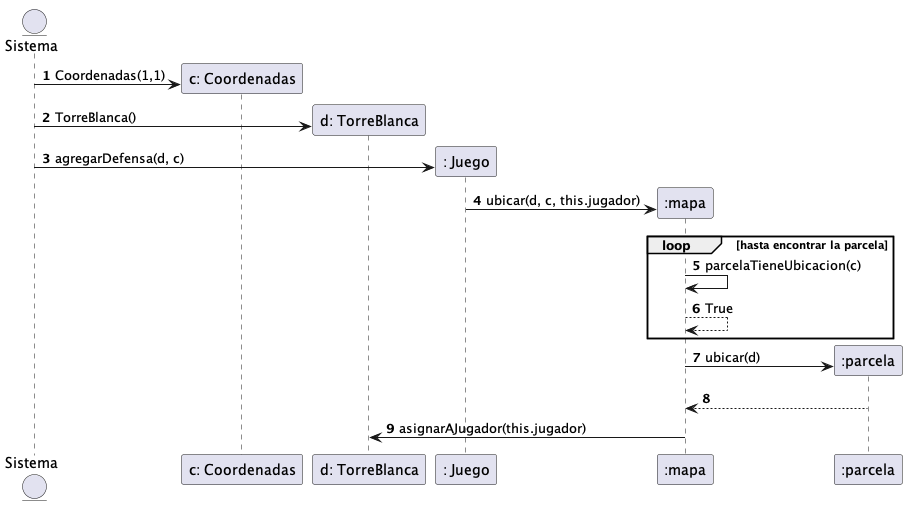 Sistema
1 Coordenadas(1,1)
c: Coordenadas
2 TorreBlanca()
d: TorreBlanca
3 agregarDefensa(d, c)
: Juego
4 ubicar(d, c, this.jugador)
:mapa
loop [hasta encontrar la parcela]
5 parcelaTieneUbicacion(c)
6 True
7 ubicar(d)
:parcela
8
9 asignarAJugador(this.jugador)
Sistema
c: Coordenadas
d: TorreBlanca
: Juego
:mapa
:parcela